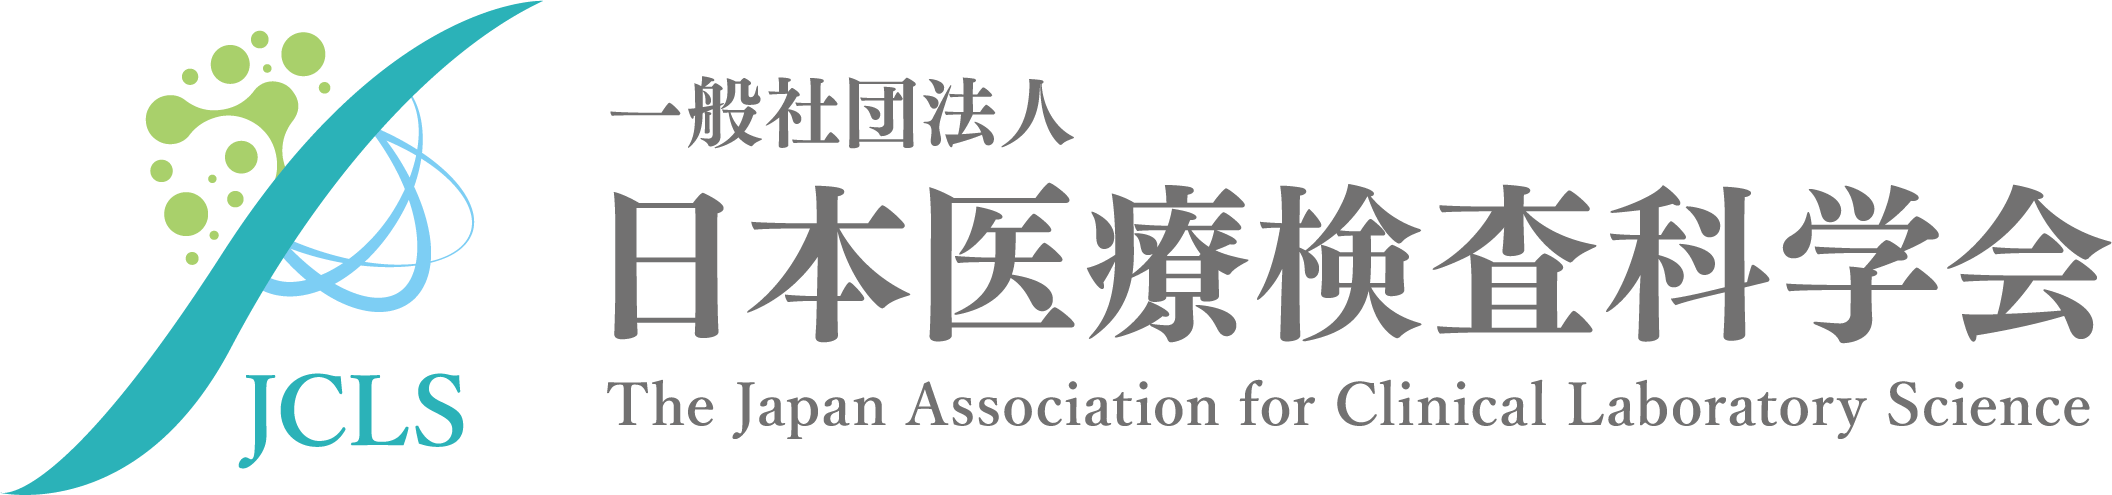 JCLS
一般社団法人
日本医療検査科学会
The Japan Association for Clinical Laboratory Science